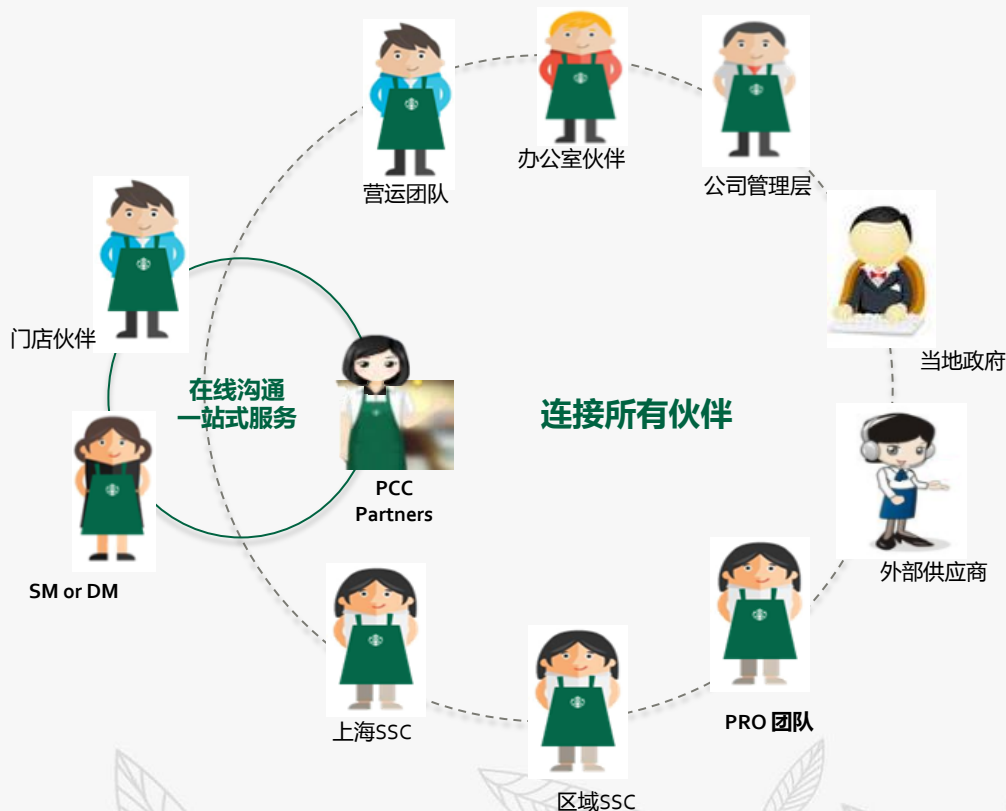 营运团队
办公室伙伴
公司管理层
门店伙伴
当地政府
在线沟通
一站式服务
连接所有伙伴
PCC
Partners
SM or DM
外部供应商
上海SSC
PRO 团队
区域SSC